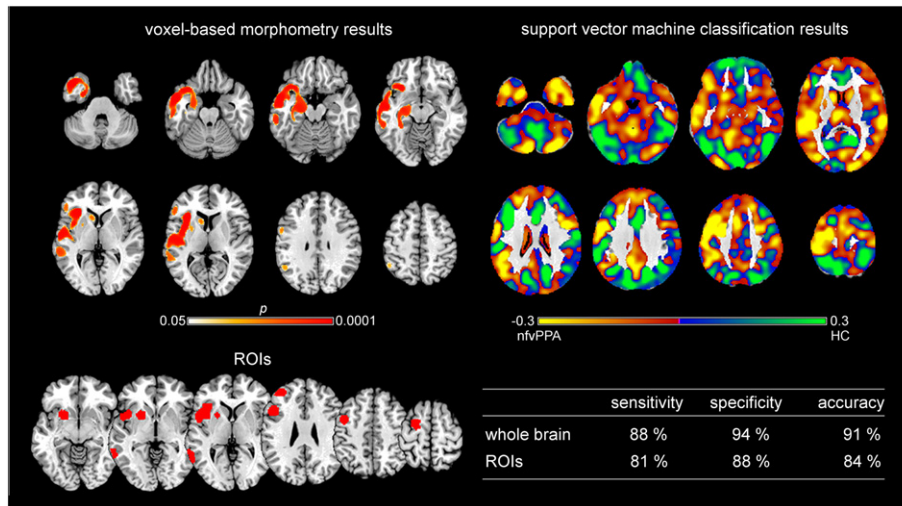 voxel-based morphometry results
support vector machine classification results
p
0.05 0.0001
-0.3 0.3
nfvPPA HC
ROIs
sensitivity specificity accuracy
whole brain 88 % 94 % 91 %
ROIs 81 % 88 % 84 %